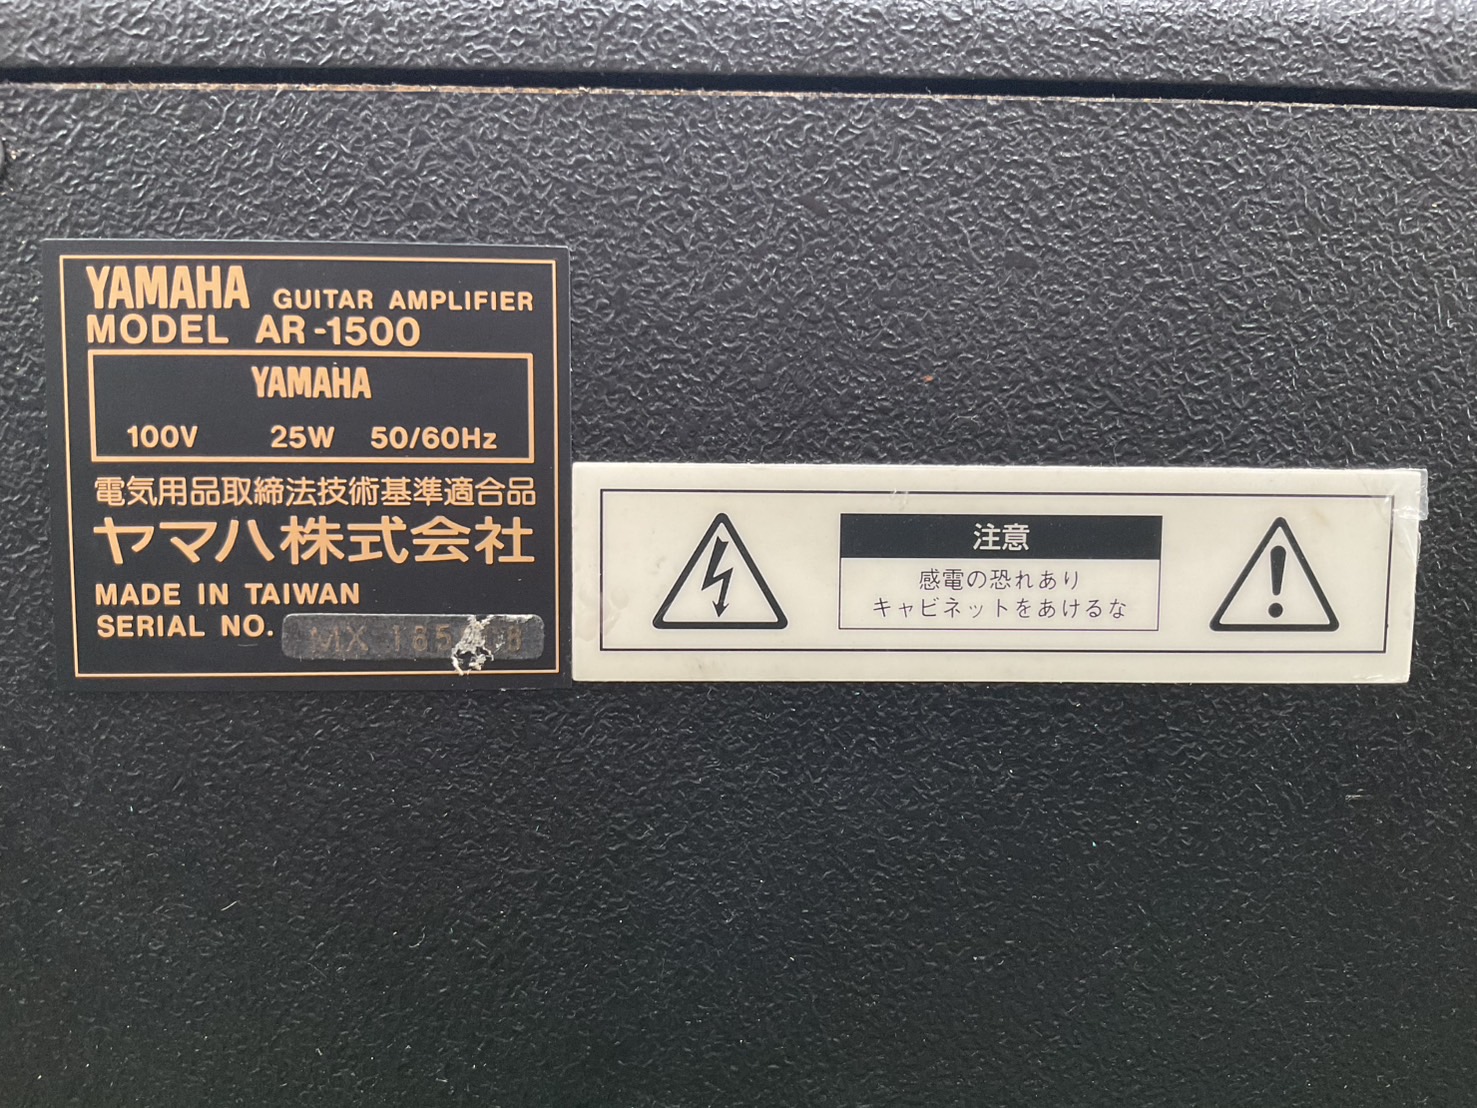 YAMAHA GUITAR AMPLIFIER
MODEL AR-1500
YAMAHA
100V 25W 50/60Hz
電気用品取締法技術基準適合品
ヤマハ株式会社
MADE IN TAIWAN
SERIAL NO. MX
注意
感電の恐れあり
キャビネットをあけるな